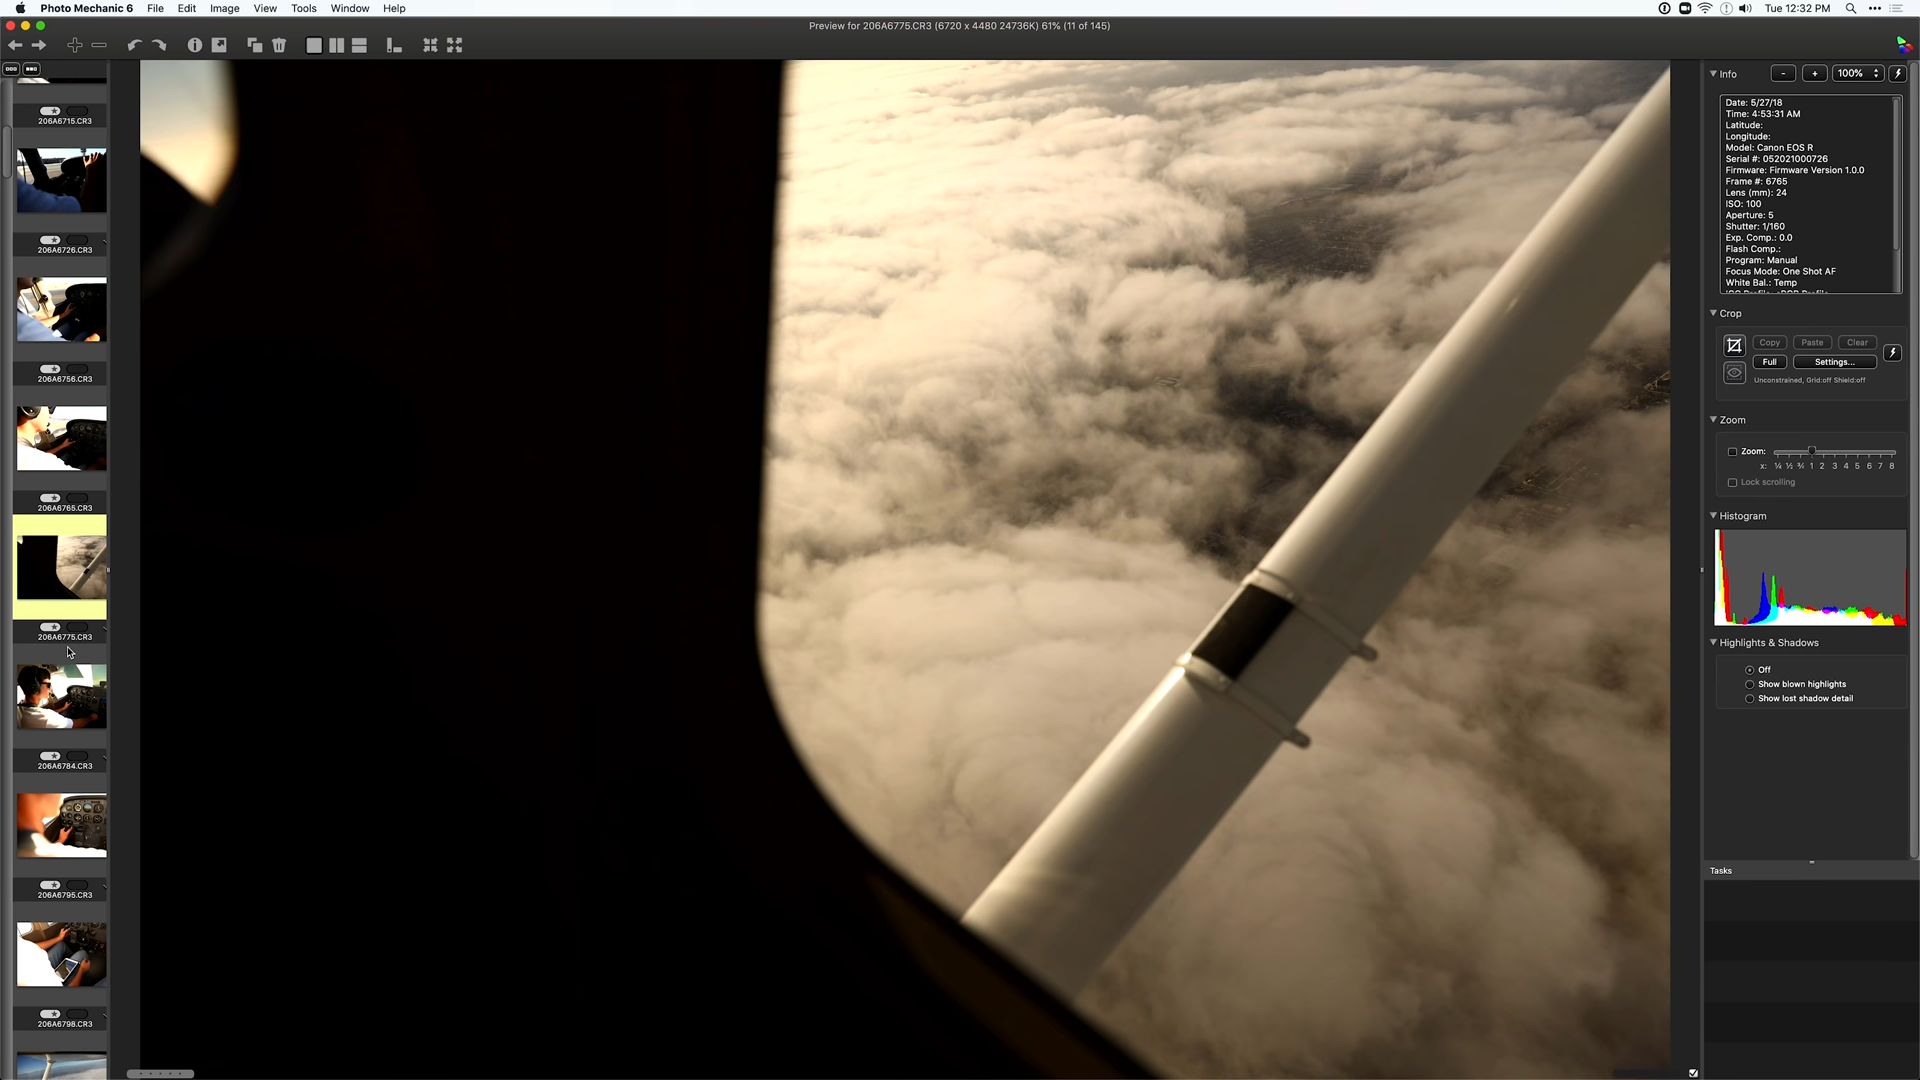 Photo Mechanic 6 File Edit Image View Tools Window Help
Tue 12:32 PM
Preview for 206A6775.CR3 (6720 x 4480 24736K) 61% (11 of 145)
206A6715.CR3
206A6726.CR3
206A6756.CR3
206A6765.CR3
206A6775.CR3
206A6784.CR3
206A6795.CR3
206A6798.CR3
Info - + 100%
Date: 5/27/18
Time: 4:53:31 AM
Latitude:
Longitude:
Model: Canon EOS R
Serial #: 052021000726
Firmware: Firmware Version 1.0.0
Frame #: 6765
Lens (mm): 24
ISO: 100
Aperture: 5
Shutter: 1/160
Exp. Comp.: 0.0
Flash Comp.:
Program: Manual
Focus Mode: One Shot AF
White Bal.: Temp
Crop
Copy Paste Clear
Full Settings...
Unconstrained, Grid:off Shield:off
Zoom
Zoom:
x: ¼ ½ ¾ 1 2 3 4 5 6 7 8
Lock scrolling
Histogram
Highlights & Shadows
Off
Show blown highlights
Show lost shadow detail
Tasks